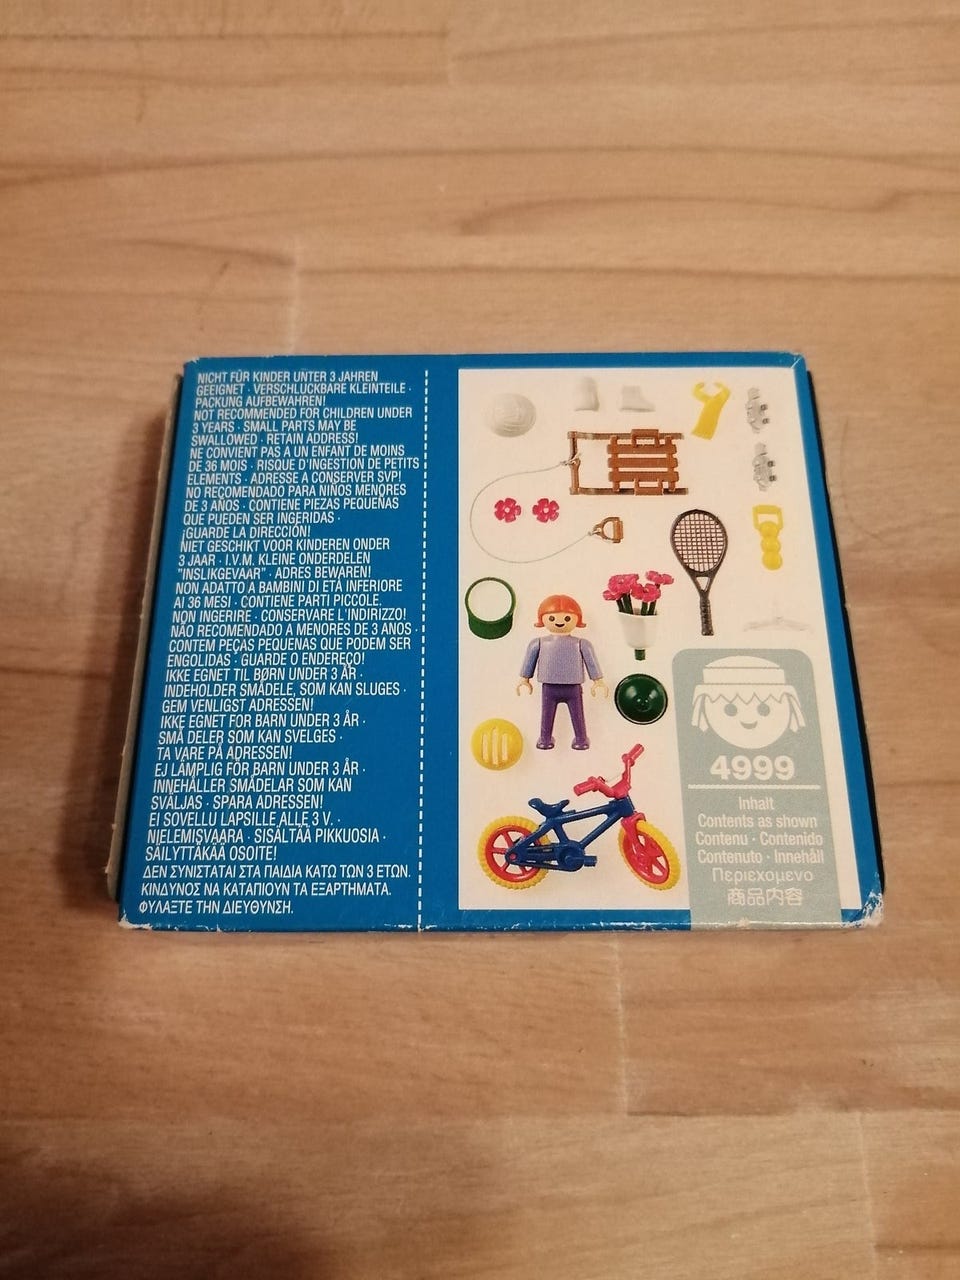 NICHT FÜR KINDER UNTER 3 JAHREN
GEEIGNET · VERSCHLUCKBARE KLEINTEILE ·
PACKUNG AUFBEWAHREN!
NOT RECOMMENDED FOR CHILDREN UNDER
3 YEARS · SMALL PARTS MAY BE
SWALLOWED · RETAIN ADDRESS!
NE CONVIENT PAS A UN ENFANT DE MOINS
DE 36 MOIS · RISQUE D'INGESTION DE PETITS
ELEMENTS · ADRESSE A CONSERVER SVP!
NO RECOMENDADO PARA NIÑOS MENORES
DE 3 AÑOS · CONTIENE PIEZAS PEQUEÑAS
QUE PUEDEN SER INGERIDAS ·
¡GUARDE LA DIRECCIÓN!
NIET GESCHIKT VOOR KINDEREN ONDER
3 JAAR · I.V.M. KLEINE ONDERDELEN
"INSLIKGEVAAR" · ADRES BEWAREN!
NON ADATTO A BAMBINI DI ETÀ INFERIORE
AI 36 MESI · CONTIENE PARTI PICCOLE.
NON INGERIRE · CONSERVARE L'INDIRIZZO!
NÃO RECOMENDADO A MENORES DE 3 ANOS ·
CONTEM PEÇAS PEQUENAS QUE PODEM SER
ENGOLIDAS · GUARDE O ENDEREÇO!
IKKE EGNET TIL BØRN UNDER 3 ÅR ·
INDEHOLDER SMÅDELE, SOM KAN SLUGES ·
GEM VENLIGST ADRESSEN!
IKKE EGNET FOR BARN UNDER 3 ÅR ·
SMÅ DELER SOM KAN SVELGES ·
TA VARE PÅ ADRESSEN!
EJ LÄMPLIG FÖR BARN UNDER 3 ÅR ·
INNEHÅLLER SMÅDELAR SOM KAN
SVÄLJAS · SPARA ADRESSEN!
EI SOVELLU LAPSILLE ALLE 3 V. ·
NIELEMISVAARA · SISÄLTÄÄ PIKKUOSIA ·
SÄILYTTÄKÄÄ OSOITE!
ΔΕΝ ΣΥΝΙΣΤΑΤΑΙ ΣΤΑ ΠΑΙΔΙΑ ΚΑΤΩ ΤΩΝ 3 ΕΤΩΝ.
ΚΙΝΔΥΝΟΣ ΝΑ ΚΑΤΑΠΙΟΥΝ ΤΑ ΕΞΑΡΤΗΜΑΤΑ.
ΦΥΛΑΞΤΕ ΤΗΝ ΔΙΕΥΘΥΝΣΗ.
4999
Inhalt
Contents as shown
Contenu · Contenido
Contenuto · Innehåll
Περιεχομενο
商品内容